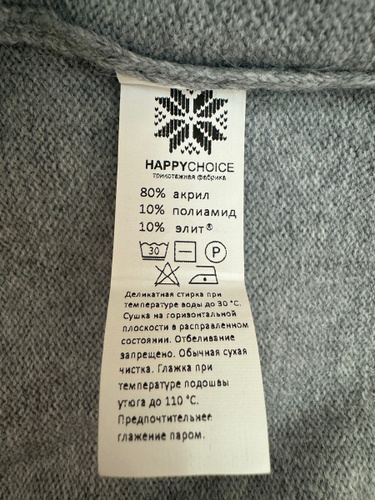 HAPPYCHOICE
трикотажная фабрика
80% акрил
10% полиамид
10% элит®
30 P
Деликатная стирка при
температуре воды до 30 °C.
Сушка на горизонтальной
плоскости в расправленном
состоянии. Отбеливание
запрещено. Обычная сухая
чистка. Глажка при
температуре подошвы
утюга до 110 °C.
Предпочтительнее
глажение паром.